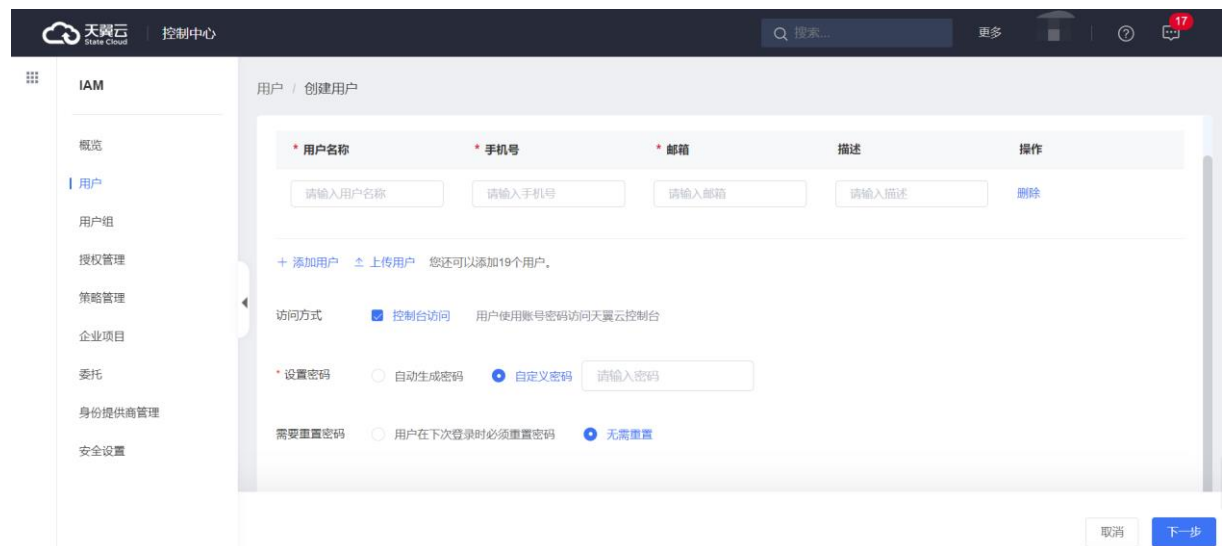 天翼云
State Cloud
控制中心
搜索...
更多
17
IAM
用户 / 创建用户
概览
用户
用户组
授权管理
策略管理
企业项目
委托
身份提供商管理
安全设置
* 用户名称 * 手机号 * 邮箱 描述 操作
请输入用户名称 请输入手机号 请输入邮箱 请输入描述 删除
+ 添加用户 上传用户 您还可以添加19个用户。
访问方式 控制台访问 用户使用账号密码访问天翼云控制台
* 设置密码 自动生成密码 自定义密码 请输入密码
需要重置密码 用户在下次登录时必须重置密码 无需重置
取消 下一步